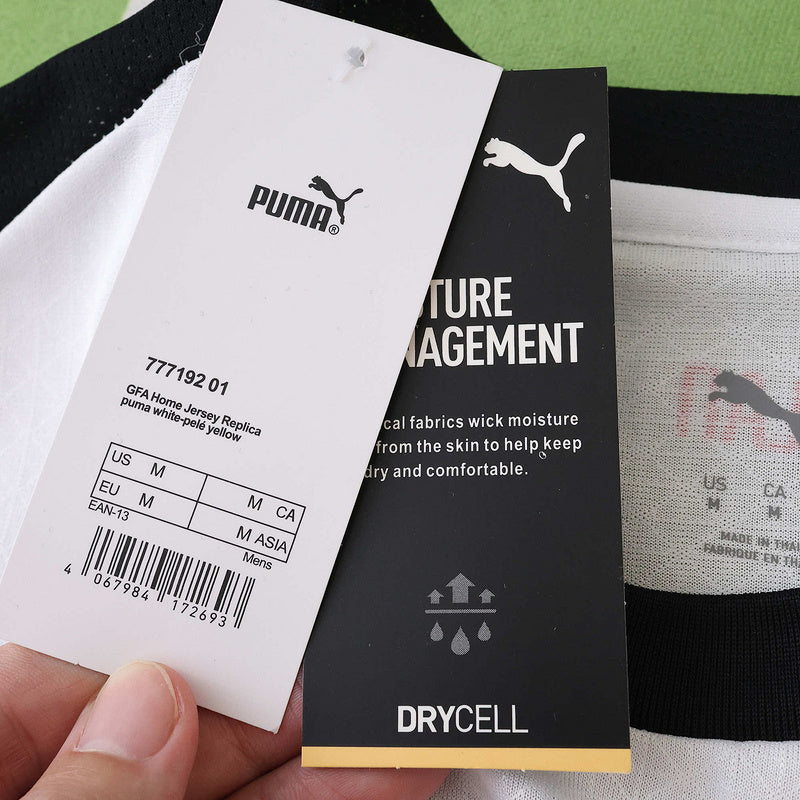 PUMA®
777192 01
GFA Home Jersey Replica
puma white-pelé yellow
US M
M CA
EU M
M ASIA
EAN-13
Mens
4 067984 172693
TURE
NAGEMENT
cal fabrics wick moisture
from the skin to help keep
dry and comfortable.
DRYCELL
US CA
M M
MADE IN THA
FABRIQUE EN TH